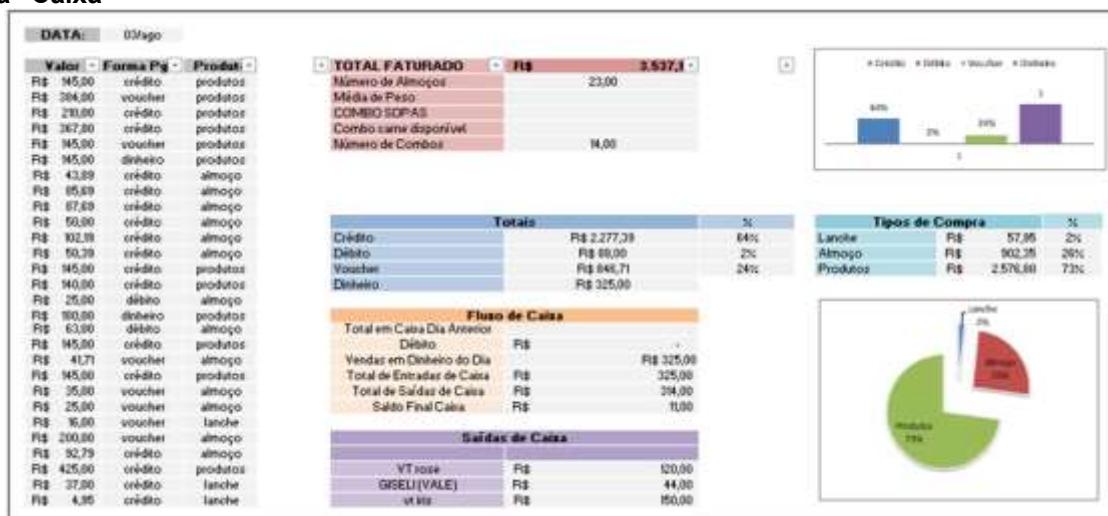 Caixa
DATA: 03/ago
Valor Forma Pg Produt
R$ 145,00 crédito produtos
R$ 384,00 voucher produtos
R$ 210,00 crédito produtos
R$ 367,00 crédito produtos
R$ 145,00 voucher produtos
R$ 145,00 dinheiro produtos
R$ 43,89 crédito almoço
R$ 85,69 crédito almoço
R$ 87,69 crédito almoço
R$ 50,00 crédito almoço
R$ 102,19 crédito almoço
R$ 50,39 crédito almoço
R$ 145,00 crédito produtos
R$ 140,00 crédito produtos
R$ 25,00 débito almoço
R$ 180,00 dinheiro produtos
R$ 63,00 débito almoço
R$ 145,00 crédito produtos
R$ 41,71 voucher almoço
R$ 145,00 crédito produtos
R$ 35,00 voucher almoço
R$ 25,00 voucher almoço
R$ 16,00 voucher lanche
R$ 200,00 voucher almoço
R$ 92,79 crédito almoço
R$ 425,00 crédito produtos
R$ 37,00 crédito lanche
R$ 4,95 crédito lanche
TOTAL FATURADO R$ 3.537,1
Número de Almoços 23,00
Média de Peso
COMBO SOPAS
Combo carne disponível
Número de Combos 14,00
Totais %
Crédito R$ 2.277,39 64%
Débito R$ 88,00 2%
Voucher R$ 846,71 24%
Dinheiro R$ 325,00
Fluxo de Caixa
Total em Caixa Dia Anterior
Débito R$ -
Vendas em Dinheiro do Dia R$ 325,00
Total de Entradas de Caixa R$ 325,00
Total de Saídas de Caixa R$ 314,00
Saldo Final Caixa R$ 11,00
Saídas de Caixa
VT rose R$ 120,00
GISELI (VALE) R$ 44,00
R$ 150,00
Crédito Débito Voucher Dinheiro
64% 2% 24% 1
1
Tipos de Compra %
Lanche R$ 57,95 2%
Almoço R$ 902,35 26%
Produtos R$ 2.576,80 73%
Lanche
2%
Almoço
Produtos
73%